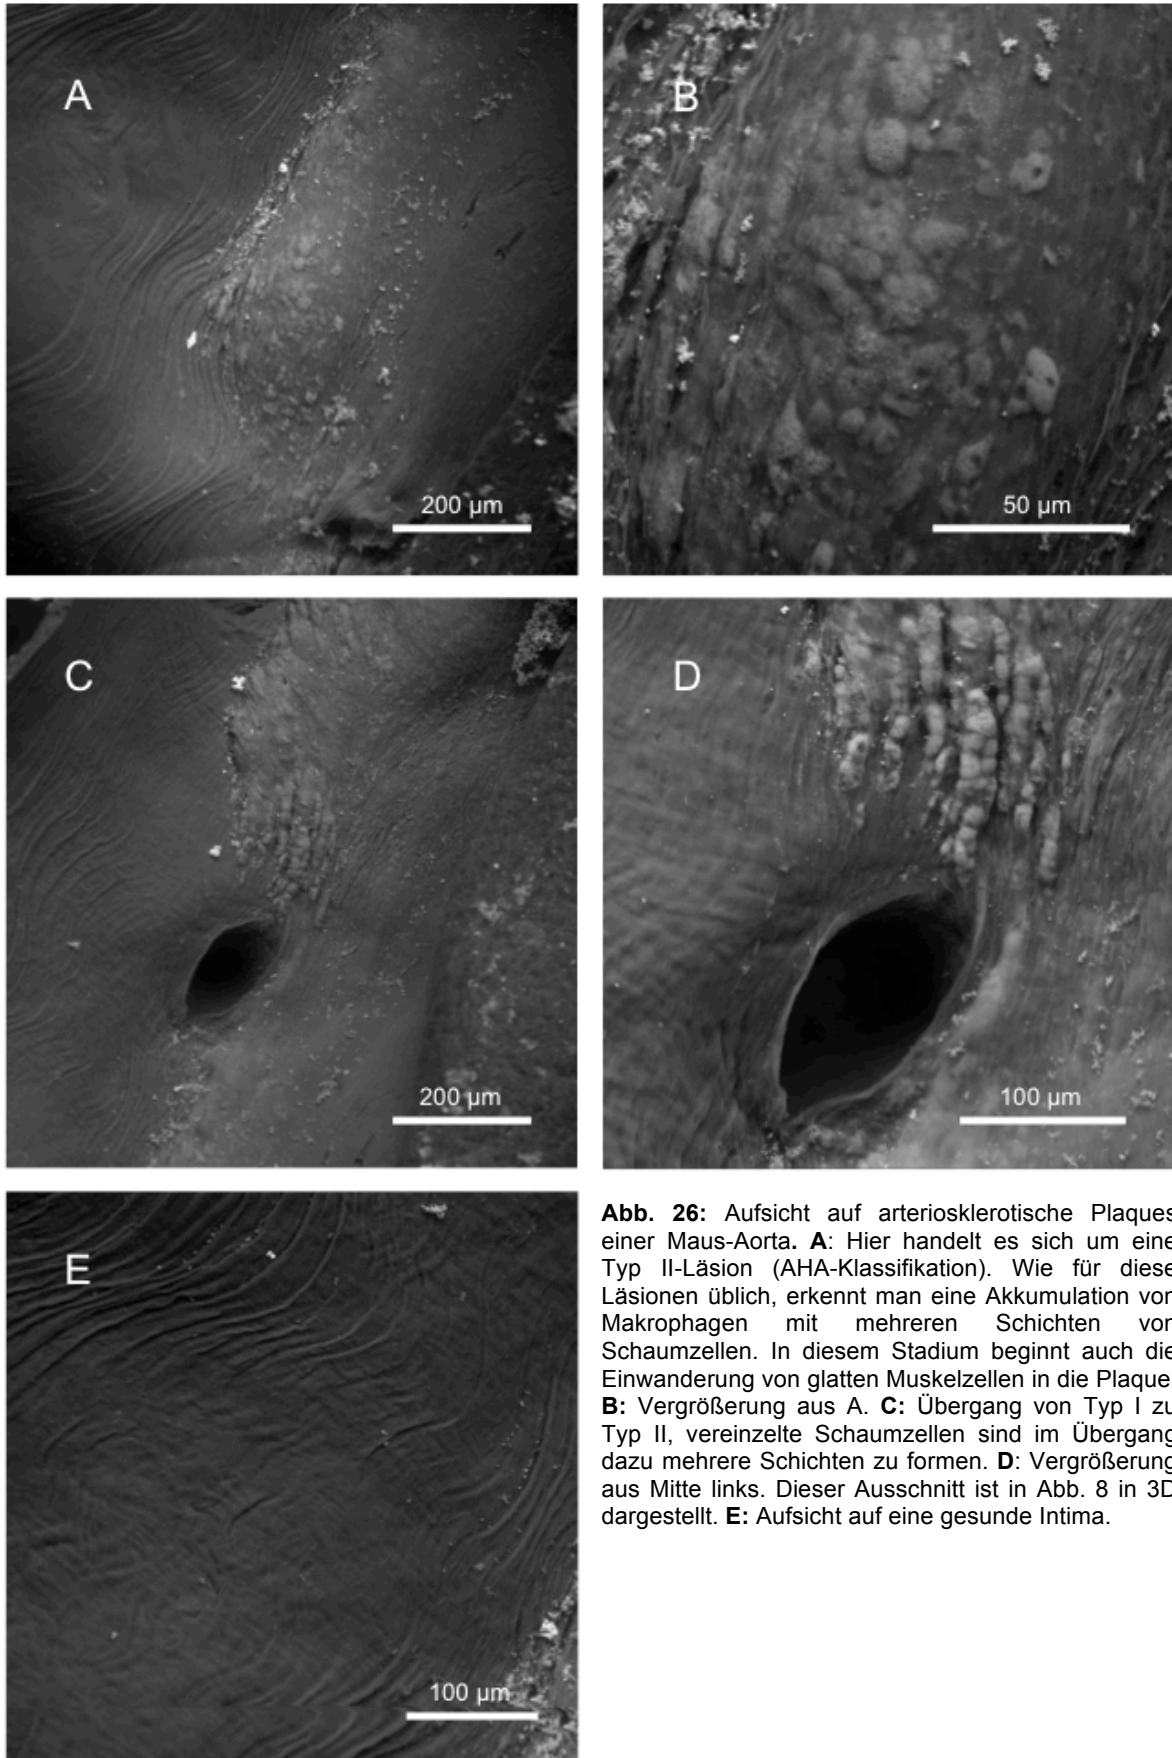 A
200 µm
B
50 µm
C
200 µm
D
100 µm
E
100 µm
Abb. 26: Aufsicht auf arteriosklerotische Plaques
einer Maus-Aorta. A: Hier handelt es sich um eine
Typ II-Läsion (AHA-Klassifikation). Wie für diese
Läsionen üblich, erkennt man eine Akkumulation von
Makrophagen mit mehreren Schichten von
Schaumzellen. In diesem Stadium beginnt auch die
Einwanderung von glatten Muskelzellen in die Plaque
B: Vergrößerung aus A. C: Übergang von Typ I zu
Typ II, vereinzelte Schaumzellen sind im Übergang
dazu mehrere Schichten zu formen. D: Vergrößerung
aus Mitte links. Dieser Ausschnitt ist in Abb. 8 in 3D
dargestellt. E: Aufsicht auf eine gesunde Intima.